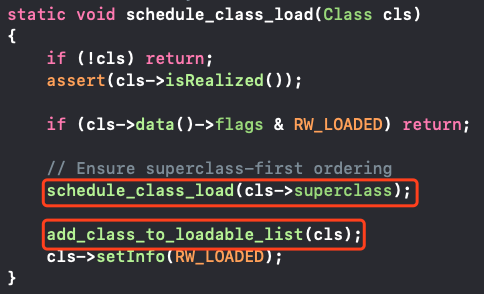 static void schedule_class_load(Class cls)
{
    if (!cls) return;
    assert(cls->isRealized());

    if (cls->data()->flags & RW_LOADED) return;

    // Ensure superclass-first ordering
    schedule_class_load(cls->superclass);

    add_class_to_loadable_list(cls);
    cls->setInfo(RW_LOADED);
}